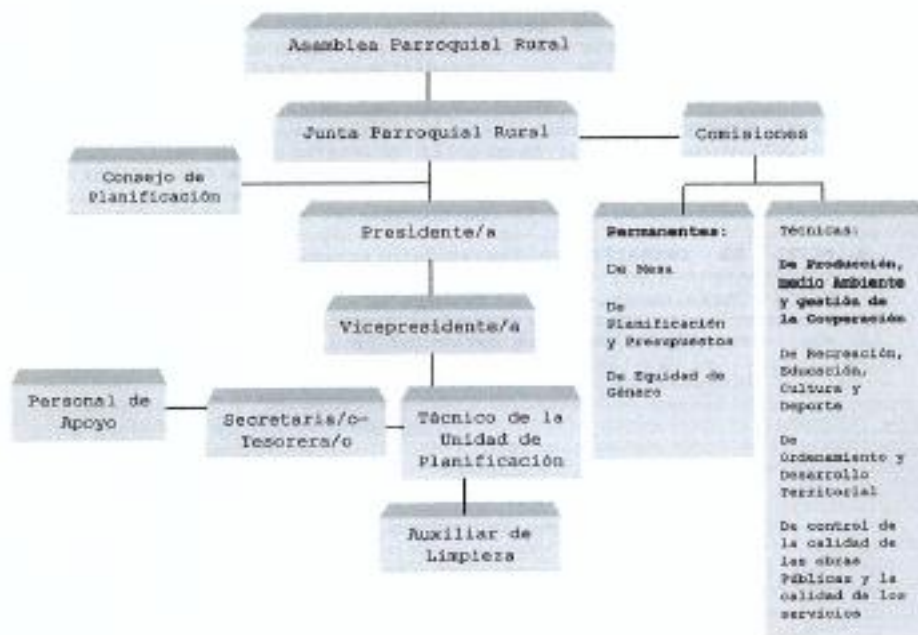 Asamblea Parroquial Rural
Junta Parroquial Rural
Comisiones
Consejo de
Planificación
Presidente/a
Vicepresidente/a
Personal de
Apoyo
Secretaria/o-
Tesorera/o
Técnico de la
Unidad de
Planificación
Auxiliar de
Limpieza
Permanentes:
De Mesa
De
Planificación
y Presupuestos
De Equidad de
Género
Técnicas:
De Producción,
medio Ambiente
y gestión de
la Cooperación
De Recreación,
Educación,
Cultura y
Deporte
De
Ordenamiento y
Desarrollo
Territorial
De control de
la calidad de
las obras
Públicas y la
calidad de los
servicios